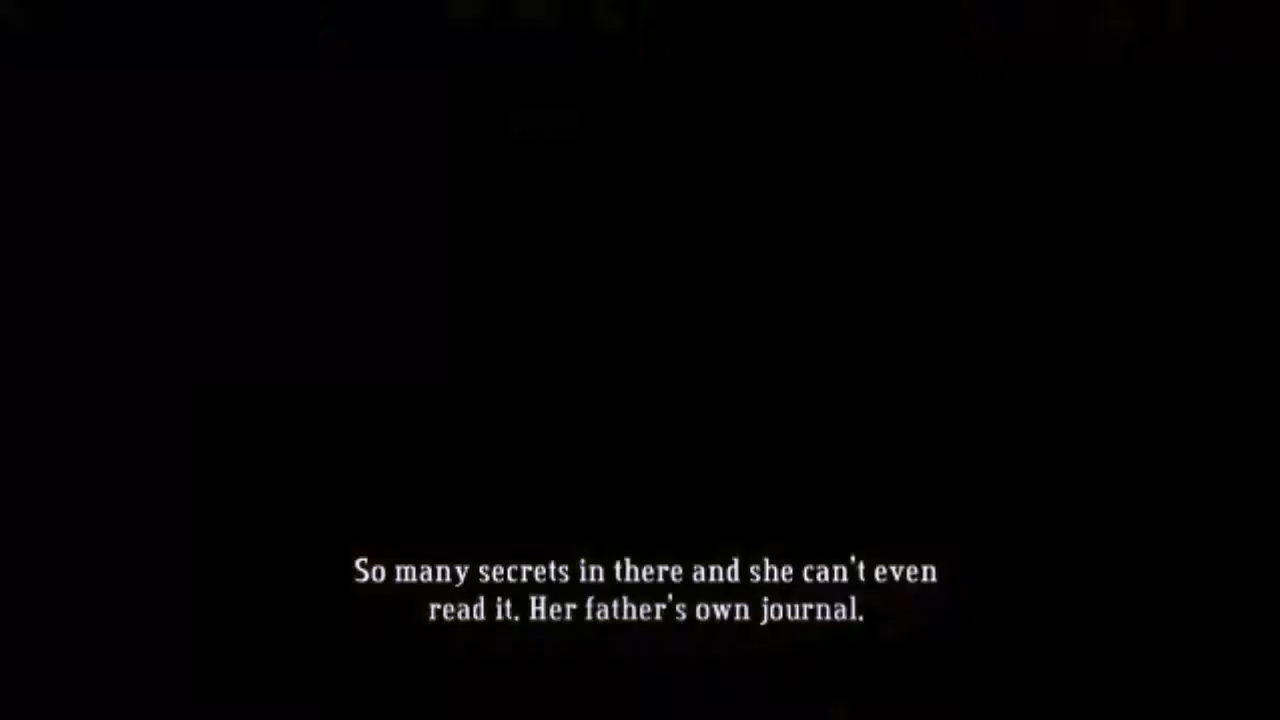 So many secrets in there and she can't even
read it. Her father's own journal.